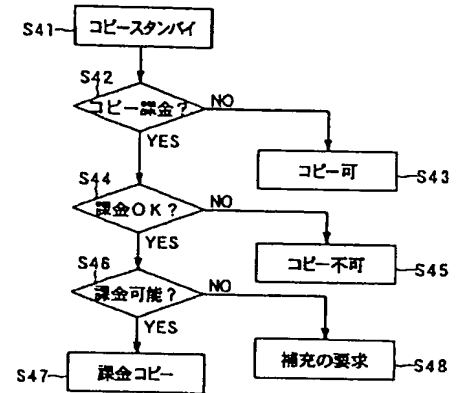 S41 コピースタンバイ
S42
コピー課金? NO
YES
コピー可 S43
S44
課金OK? NO
YES
コピー不可 S45
S46
課金可能? NO
YES
S47 課金コピー
補充の要求 S48